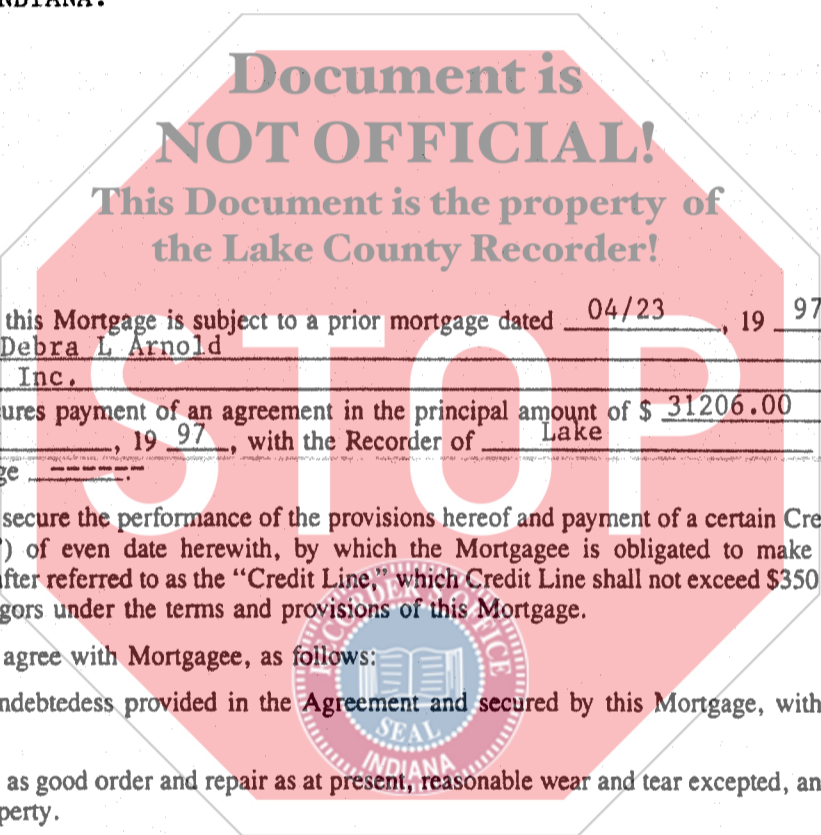 INDIANA.
Document is
NOT OFFICIAL!
This Document is the property of
the Lake County Recorder!
this Mortgage is subject to a prior mortgage dated 04/23, 19 97
Debra L Arnold
Inc.
ures payment of an agreement in the principal amount of $ 31206.00
, 19 97, with the Recorder of Lake
ge ------.
secure the performance of the provisions hereof and payment of a certain Cre
") of even date herewith, by which the Mortgagee is obligated to make
fter referred to as the “Credit Line,” which Credit Line shall not exceed $350
gors under the terms and provisions of this Mortgage.
agree with Mortgagee, as follows:
ndebtedess provided in the Agreement and secured by this Mortgage, with
as good order and repair as at present, reasonable wear and tear excepted, an
perty.
STOP
RECORDER'S OFFICE
SEAL
INDIANA